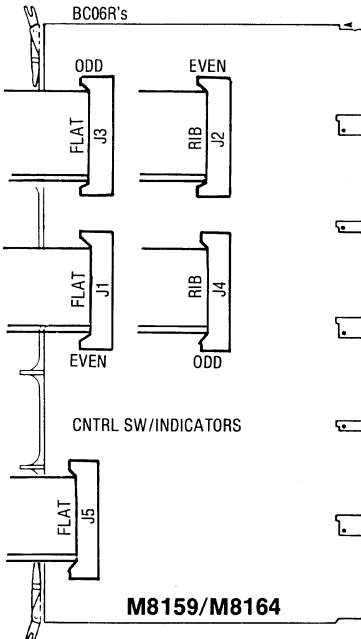 BC06R's
ODD
EVEN
FLAT
J3
RIB
J2
FLAT
J1
RIB
J4
EVEN
ODD
CNTRL SW/INDICATORS
FLAT
J5
M8159/M8164